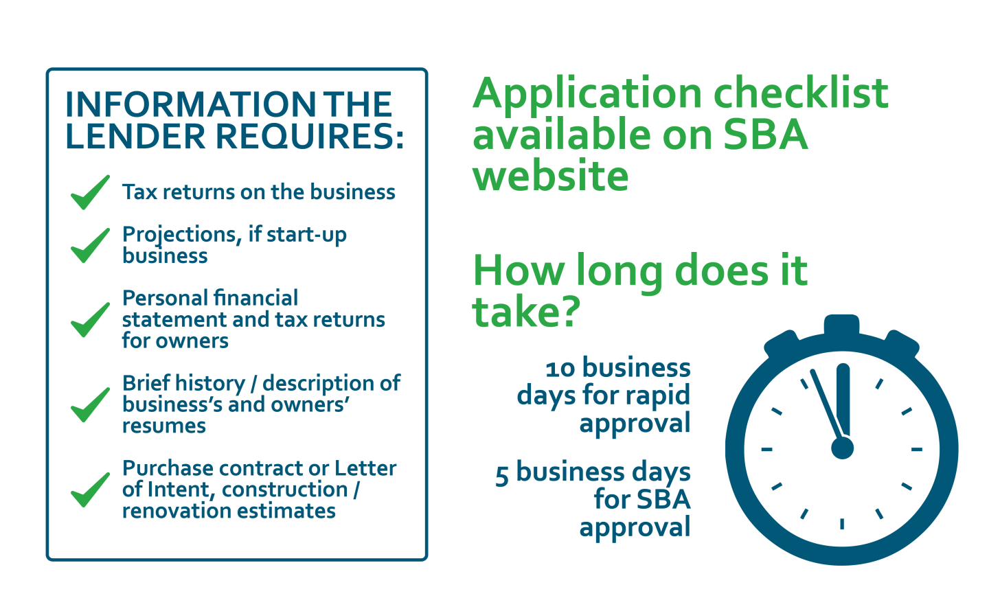 INFORMATION THE
LENDER REQUIRES:
Tax returns on the business
Projections, if start-up
business
Personal financial
statement and tax returns
for owners
Brief history / description of
business’s and owners’
resumes
Purchase contract or Letter
of Intent, construction /
renovation estimates
Application checklist
available on SBA
website
How long does it
take?
10 business
days for rapid
approval
5 business days
for SBA
approval